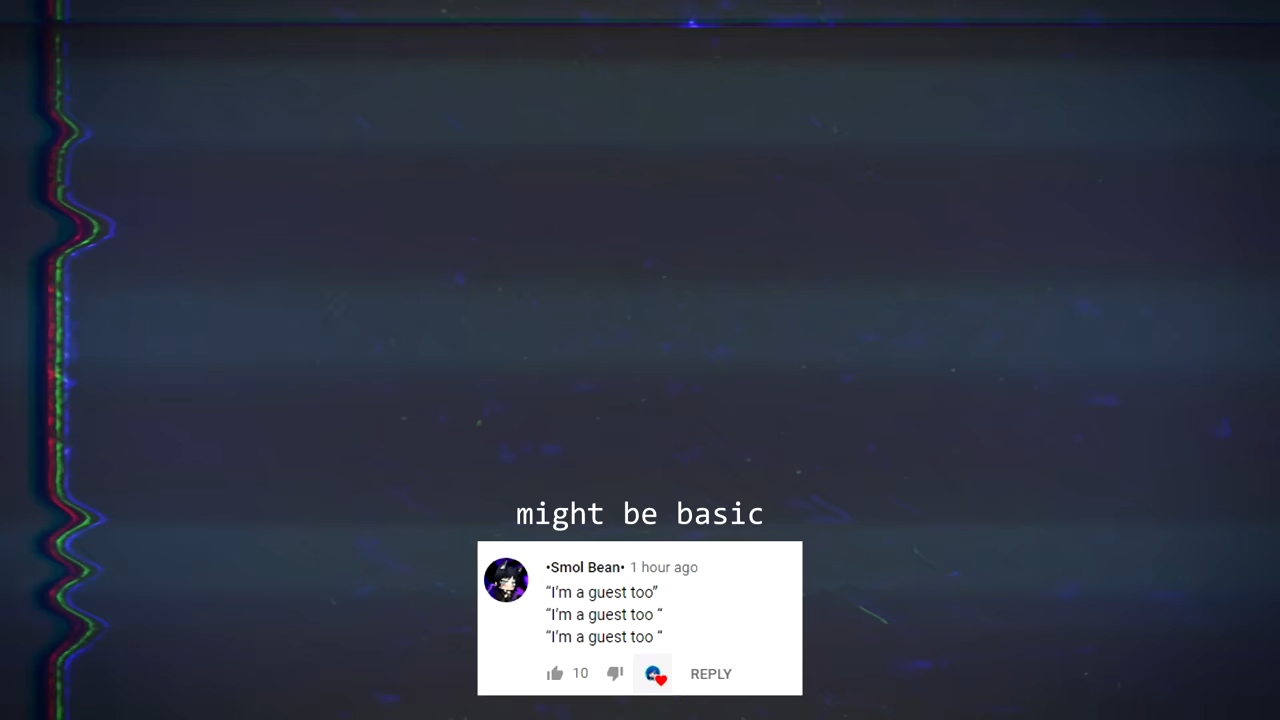 might be basic
•Smol Bean• 1 hour ago
“I’m a guest too”
“I’m a guest too “
“I’m a guest too “
10 REPLY